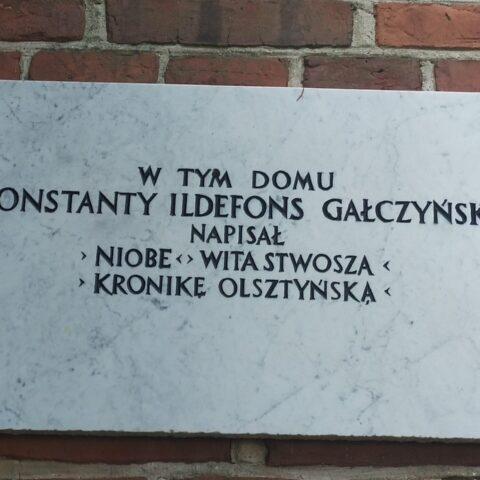 W TYM DOMU
ONSTANTY ILDEFONS GAŁCZYŃSK
NAPISAŁ
›NIOBE‹›WITA STWOSZA‹
›KRONIKĘ OLSZTYŃSKĄ‹